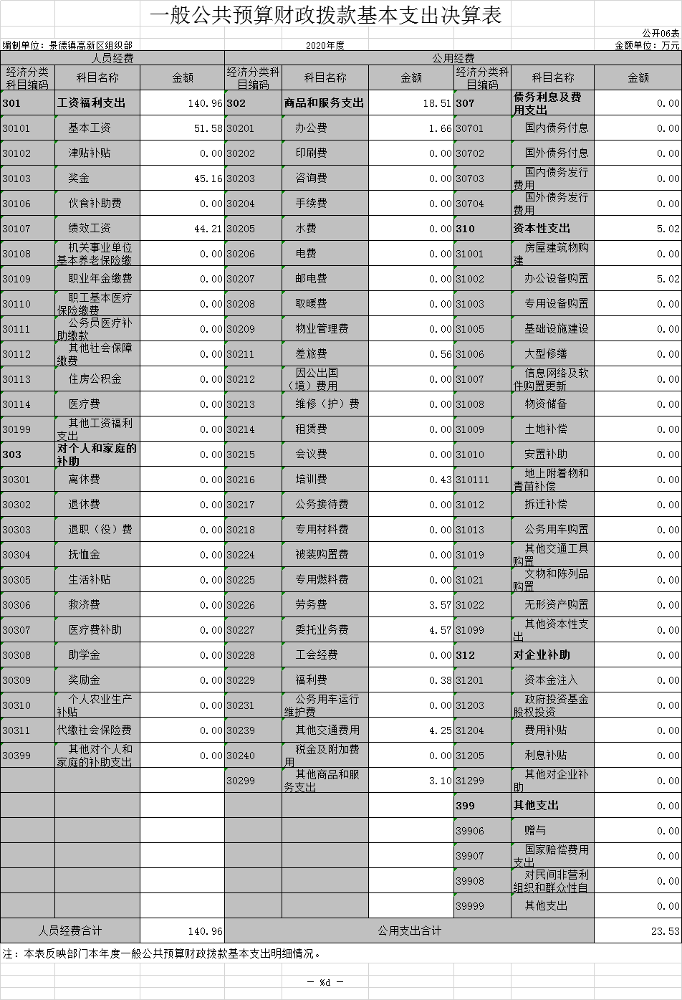 一般公共预算财政拨款基本支出决算表
公开06表
编制单位：景德镇高新区组织部 2020年度 金额单位：万元
人员经费 公用经费
经济分类科目编码 科目名称 金额 经济分类科目编码 科目名称 金额 经济分类科目编码 科目名称 金额
301 工资福利支出 140.96 302 商品和服务支出 18.51 307 债务利息及费用支出 0.00
30101 基本工资 51.58 30201 办公费 1.66 30701 国内债务付息 0.00
30102 津贴补贴 0.00 30202 印刷费 0.00 30702 国外债务付息 0.00
30103 奖金 45.16 30203 咨询费 0.00 30703 国内债务发行费用 0.00
30106 伙食补助费 0.00 30204 手续费 0.00 30704 国外债务发行费用 0.00
30107 绩效工资 44.21 30205 水费 0.00 310 资本性支出 5.02
30108 机关事业单位基本养老保险缴 0.00 30206 电费 0.00 31001 房屋建筑物购建 0.00
30109 职业年金缴费 0.00 30207 邮电费 0.00 31002 办公设备购置 5.02
30110 职工基本医疗保险缴费 0.00 30208 取暖费 0.00 31003 专用设备购置 0.00
30111 公务员医疗补助缴款 0.00 30209 物业管理费 0.00 31005 基础设施建设 0.00
30112 其他社会保障缴费 0.00 30211 差旅费 0.56 31006 大型修缮 0.00
30113 住房公积金 0.00 30212 因公出国（境）费用 0.00 31007 信息网络及软件购置更新 0.00
30114 医疗费 0.00 30213 维修（护）费 0.00 31008 物资储备 0.00
30199 其他工资福利支出 0.00 30214 租赁费 0.00 31009 土地补偿 0.00
303 对个人和家庭的补助 0.00 30215 会议费 0.00 31010 安置补助 0.00
30301 离休费 0.00 30216 培训费 0.43 310111 地上附着物和青苗补偿 0.00
30302 退休费 0.00 30217 公务接待费 0.00 31012 拆迁补偿 0.00
30303 退职（役）费 0.00 30218 专用材料费 0.00 31013 公务用车购置 0.00
30304 抚恤金 0.00 30224 被装购置费 0.00 31019 其他交通工具购置 0.00
30305 生活补贴 0.00 30225 专用燃料费 0.00 31021 文物和陈列品购置 0.00
30306 救济费 0.00 30226 劳务费 3.57 31022 无形资产购置 0.00
30307 医疗费补助 0.00 30227 委托业务费 4.57 31099 其他资本性支出 0.00
30308 助学金 0.00 30228 工会经费 0.00 312 对企业补助 0.00
30309 奖励金 0.00 30229 福利费 0.38 31201 资本金注入 0.00
30310 个人农业生产补贴 0.00 30231 公务用车运行维护费 0.00 31203 政府投资基金股权投资 0.00
30311 代缴社会保险费 0.00 30239 其他交通费用 4.25 31204 费用补贴 0.00
30399 其他对个人和家庭的补助支出 0.00 30240 税金及附加费用 0.00 31205 利息补贴 0.00
30299 其他商品和服务支出 3.10 31299 其他对企业补助 0.00
399 其他支出 0.00
39906 赠与 0.00
39907 国家赔偿费用支出 0.00
39908 对民间非营利组织和群众性自 0.00
39999 其他支出 0.00
人员经费合计 140.96 公用支出合计 23.53
注：本表反映部门本年度一般公共预算财政拨款基本支出明细情况。
— %d —